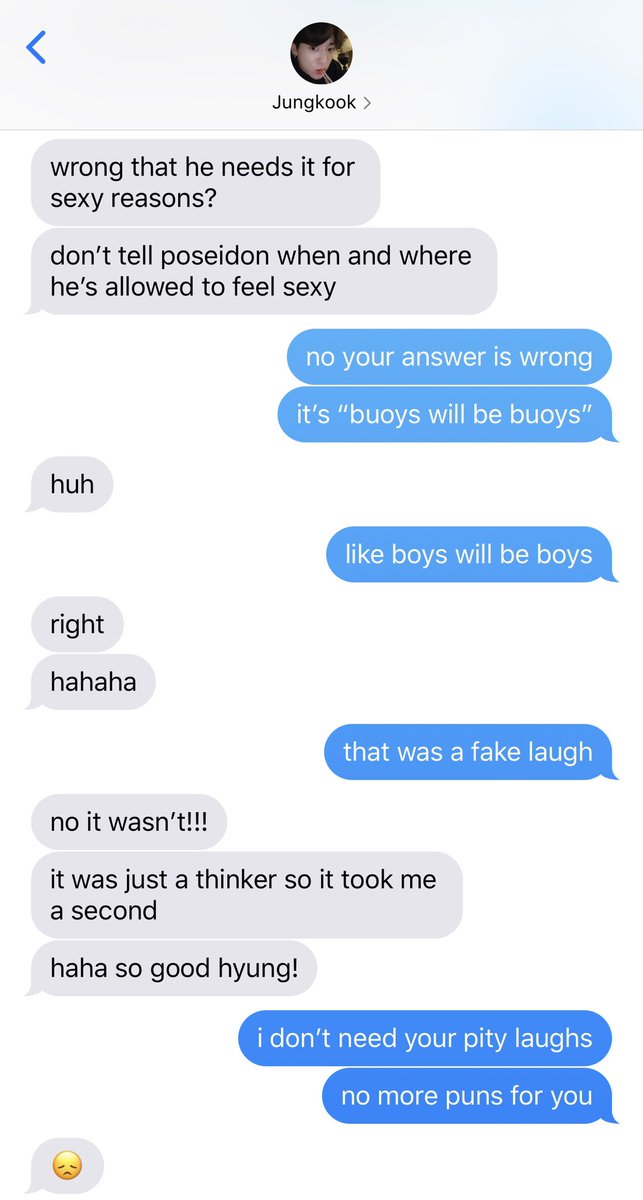 Jungkook
wrong that he needs it for
sexy reasons?
don’t tell poseidon when and where
he’s allowed to feel sexy
no your answer is wrong
it’s “buoys will be buoys”
huh
like boys will be boys
right
hahaha
that was a fake laugh
no it wasn’t!!!
it was just a thinker so it took me
a second
haha so good hyung!
i don’t need your pity laughs
no more puns for you
😞